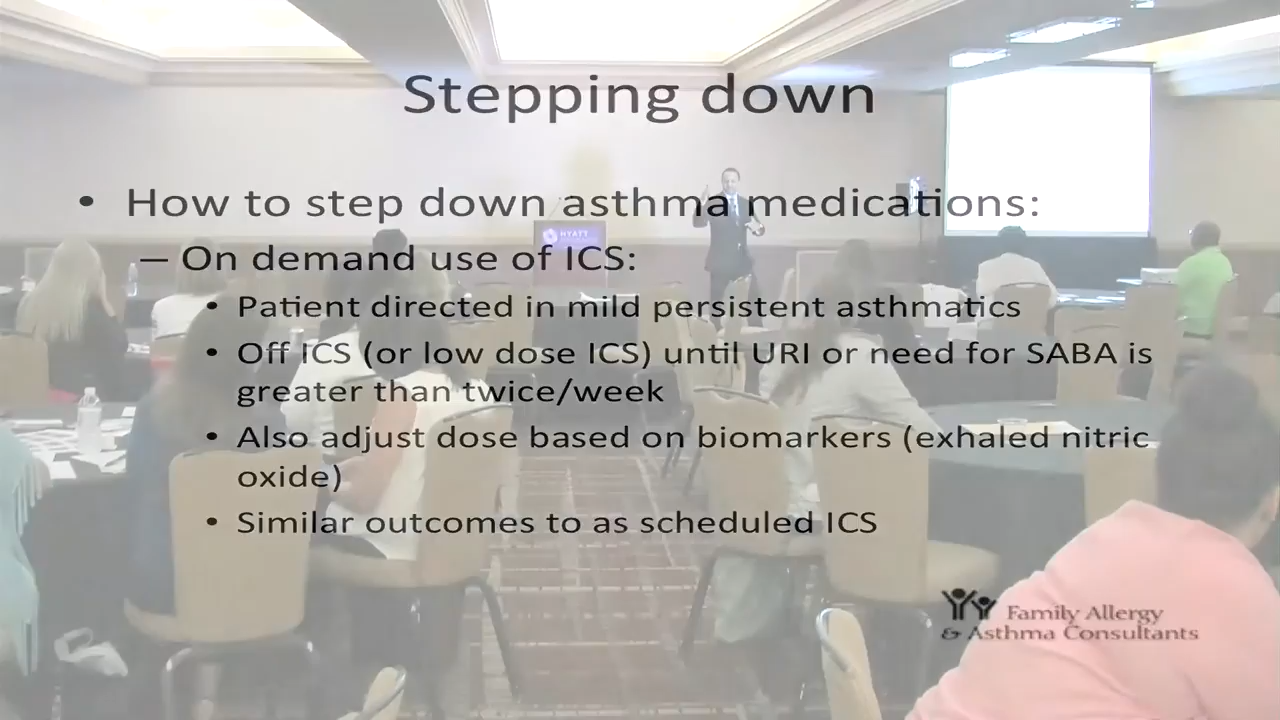 Stepping down
• How to step down asthma medications:
– On demand use of ICS:
• Patient directed in mild persistent asthmatics
• Off ICS (or low dose ICS) until URI or need for SABA is
greater than twice/week
• Also adjust dose based on biomarkers (exhaled nitric
oxide)
• Similar outcomes to as scheduled ICS
HYATT
Family Allergy
& Asthma Consultants